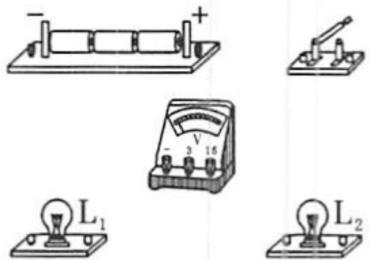 − +
V
− 3 15
L₁ L₂